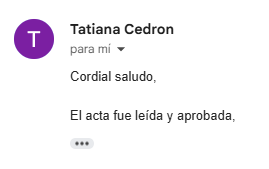 T
Tatiana Cedron
para mí
Cordial saludo,
El acta fue leída y aprobada,